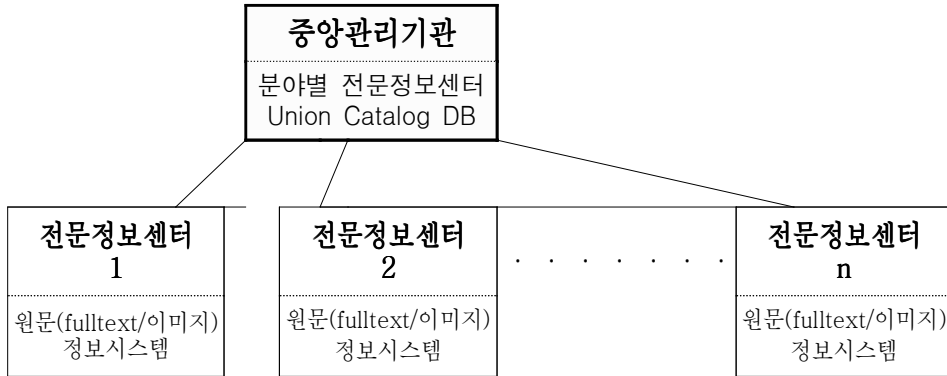 중앙관리기관
분야별 전문정보센터
Union Catalog DB
전문정보센터
1
원문(fulltext/이미지)
정보시스템
전문정보센터
2
원문(fulltext/이미지)
정보시스템
. . . . . . .
전문정보센터
n
원문(fulltext/이미지)
정보시스템